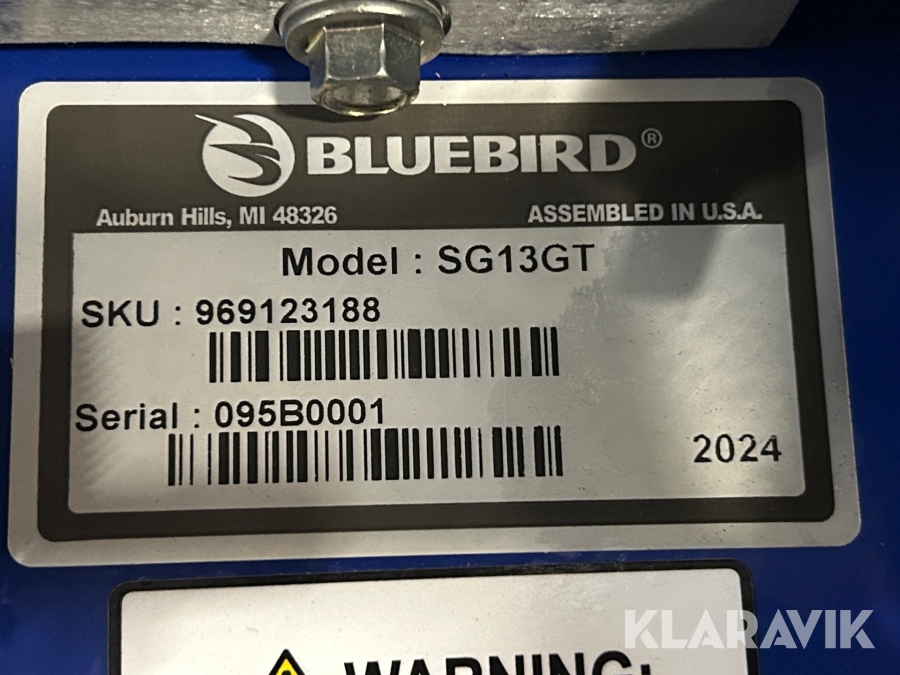 BLUEBIRD®
Auburn Hills, MI 48326
ASSEMBLED IN U.S.A.
Model : SG13GT
SKU : 969123188
Serial : 095B0001
2024
WARNING:
KLARAVIK